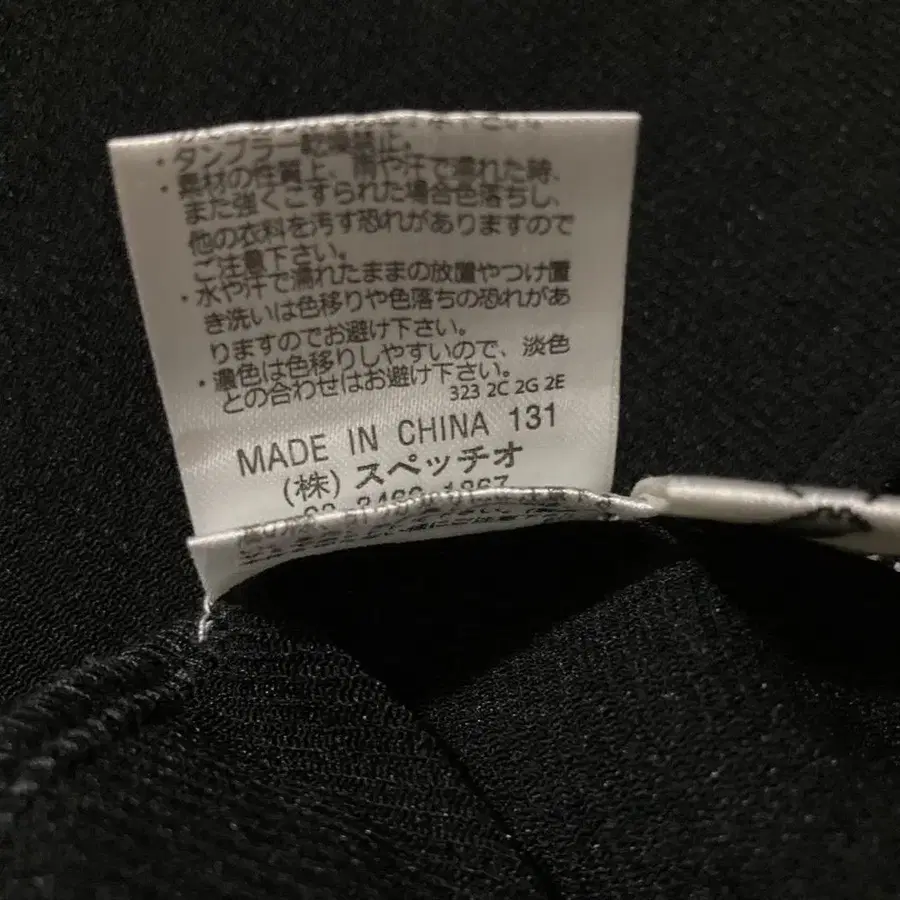 下さい。
・タンブラー乾燥禁止。
・素材の性質上、雨や汗で濡れた時、
また強くこすられた場合色落ちし、
他の衣料を汚す恐れがありますので
ご注意下さい。
・水や汗で濡れたままの放置やつけ置
き洗いは色移りや色落ちの恐れがあ
りますのでお避け下さい。
・濃色は色移りしやすいので、淡色
との合わせはお避け下さい。
323 2C 2G 2E
MADE IN CHINA 131
(株)スペッチオ